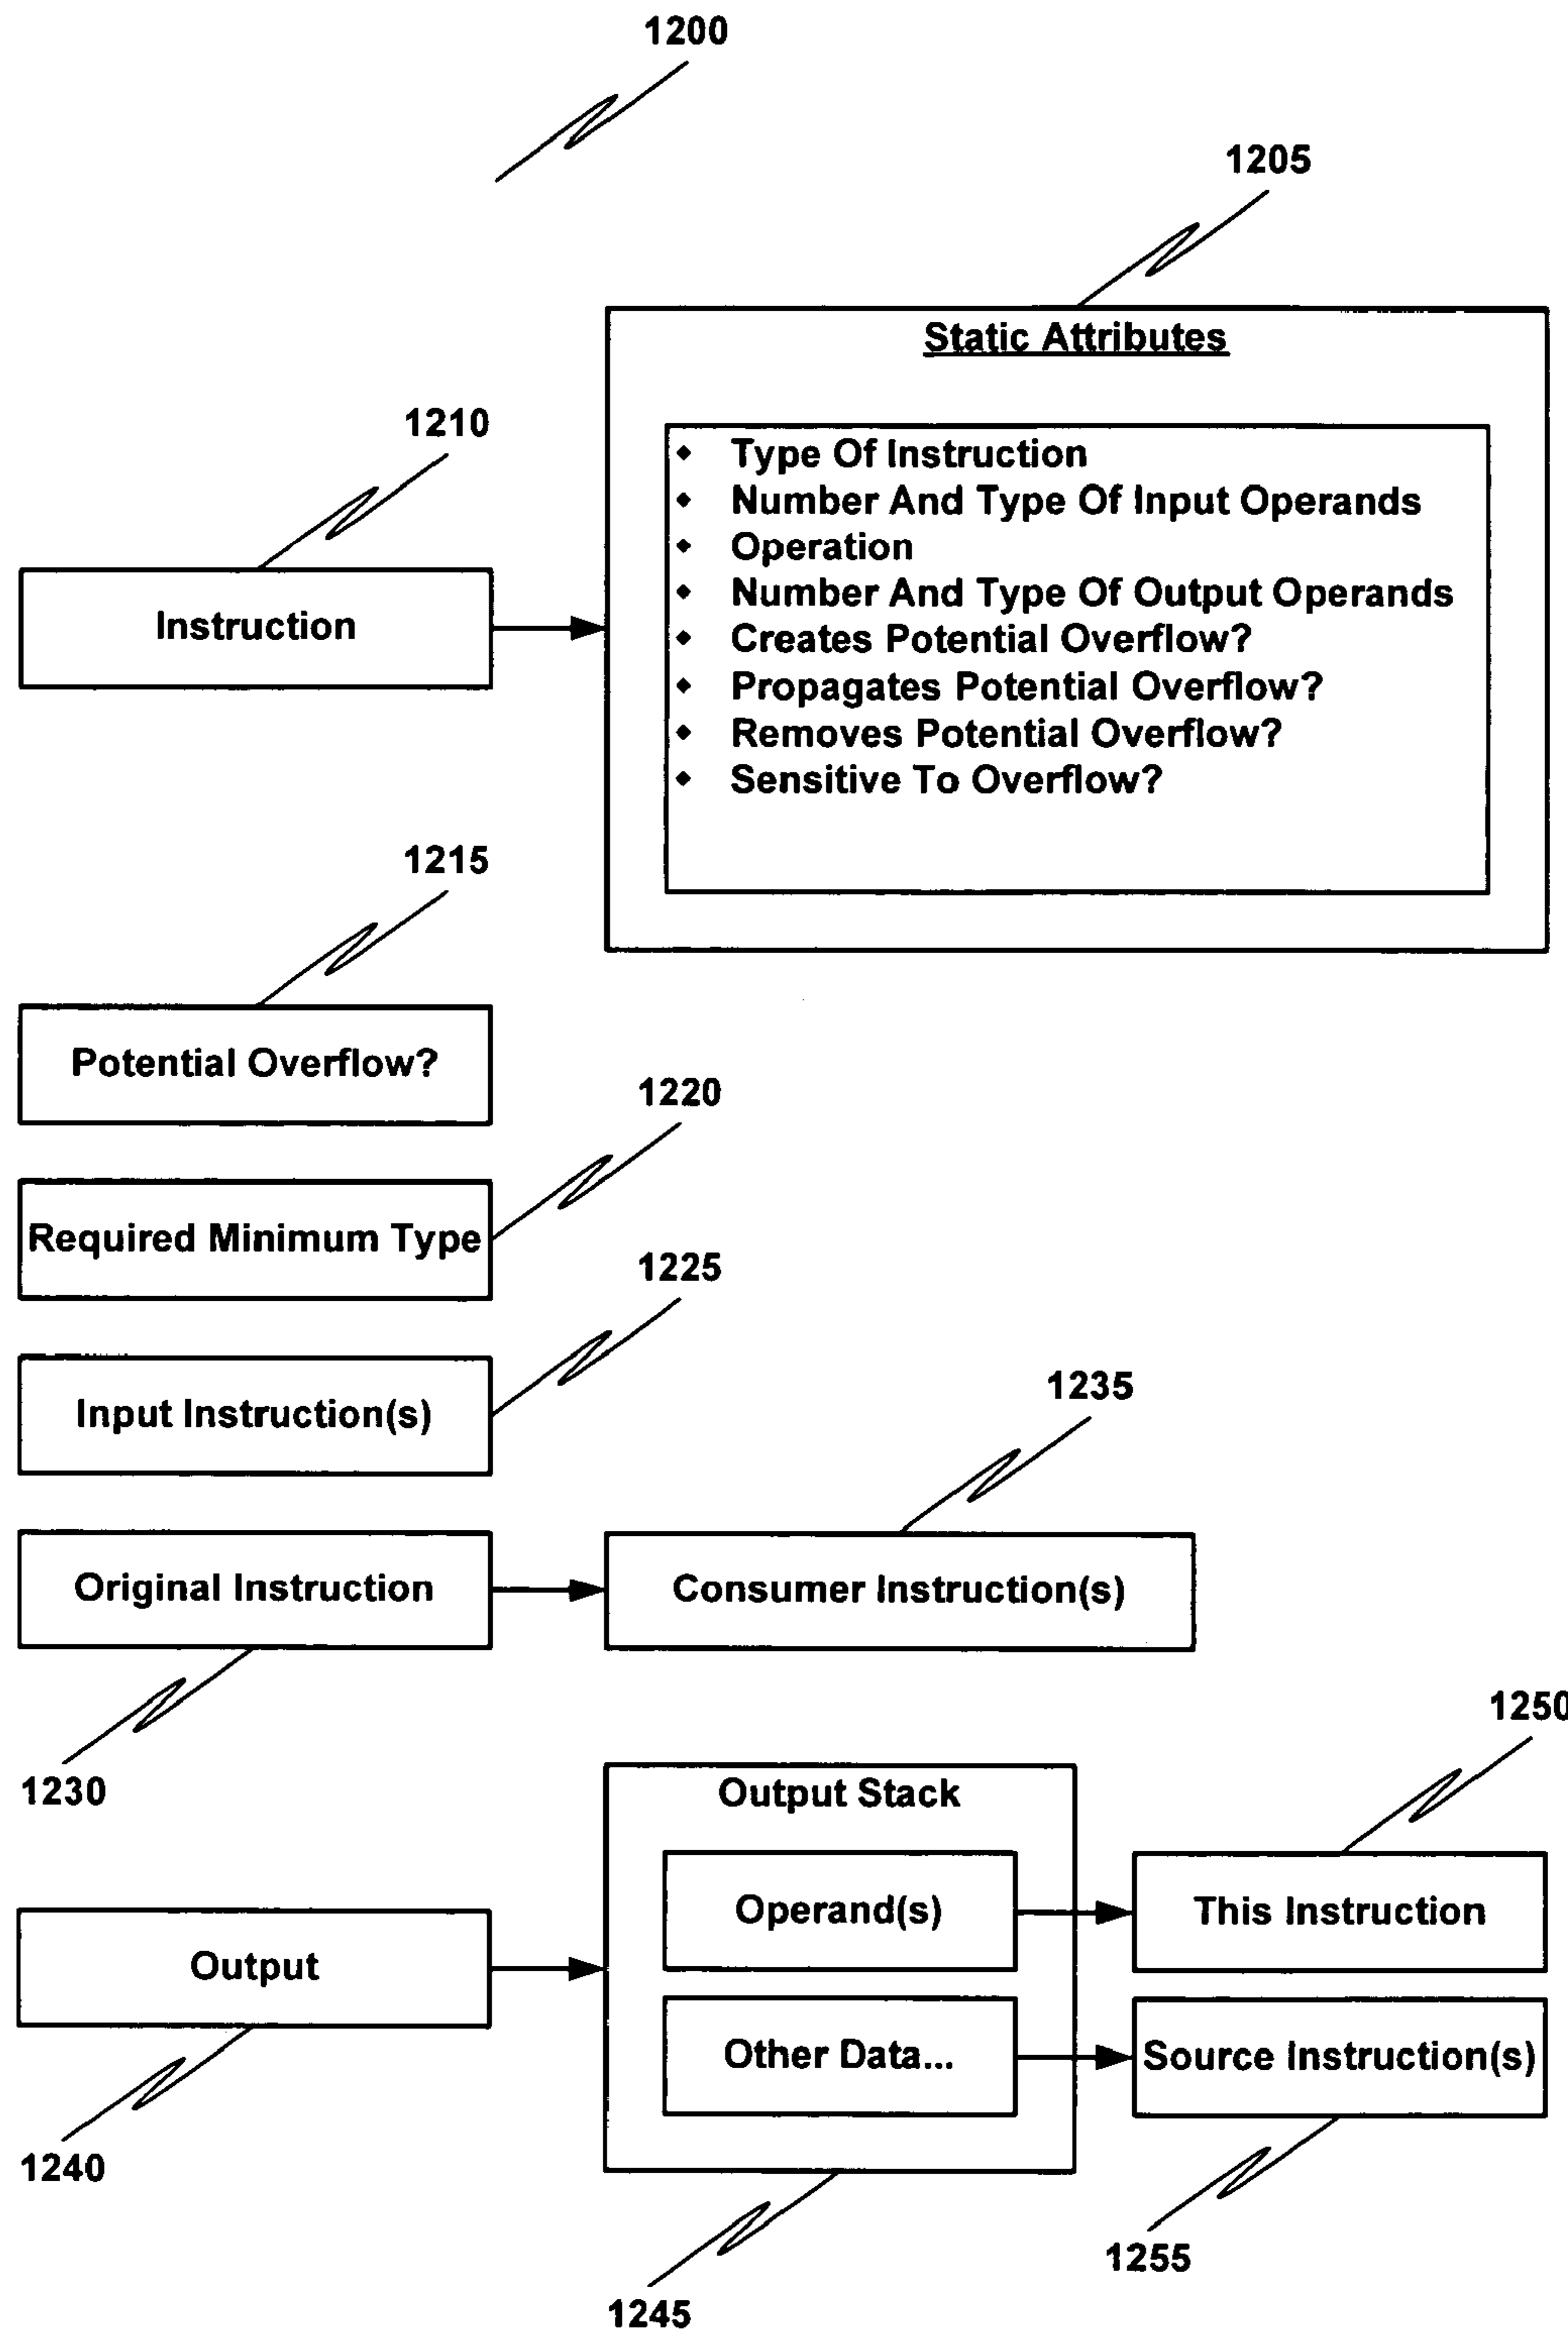 1200
1205
Static Attributes
1210
◆ Type Of Instruction
◆ Number And Type Of Input Operands
◆ Operation
◆ Number And Type Of Output Operands
Instruction
◆ Creates Potential Overflow?
◆ Propagates Potential Overflow?
◆ Removes Potential Overflow?
◆ Sensitive To Overflow?
1215
Potential Overflow?
1220
Required Minimum Type
1225
Input Instruction(s)
1235
Original Instruction
Consumer Instruction(s)
1230
1250
Output Stack
Operand(s)
This Instruction
Output
Other Data...
Source Instruction(s)
1240
1255
1245